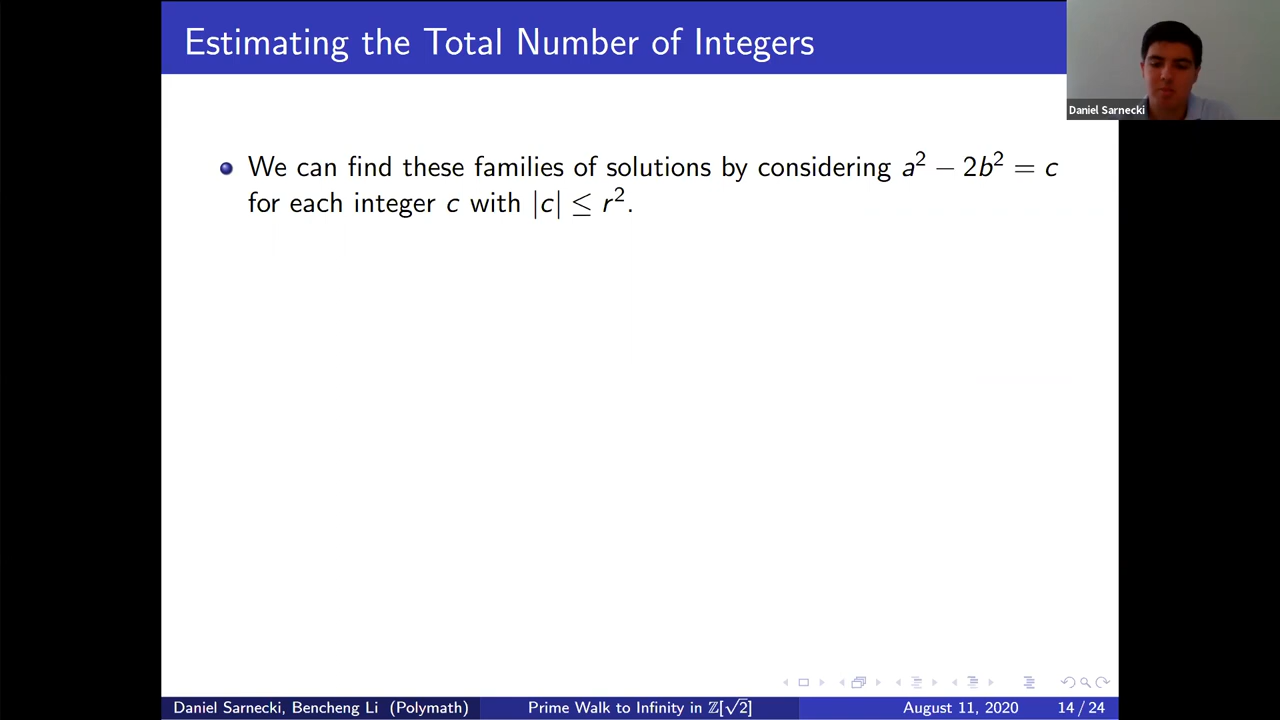 Estimating the Total Number of Integers
Daniel Sarnecki
We can find these families of solutions by considering a² − 2b² = c
for each integer c with |c| ≤ r².
Daniel Sarnecki, Bencheng Li (Polymath)
Prime Walk to Infinity in ℤ[√2]
August 11, 2020
14 / 24